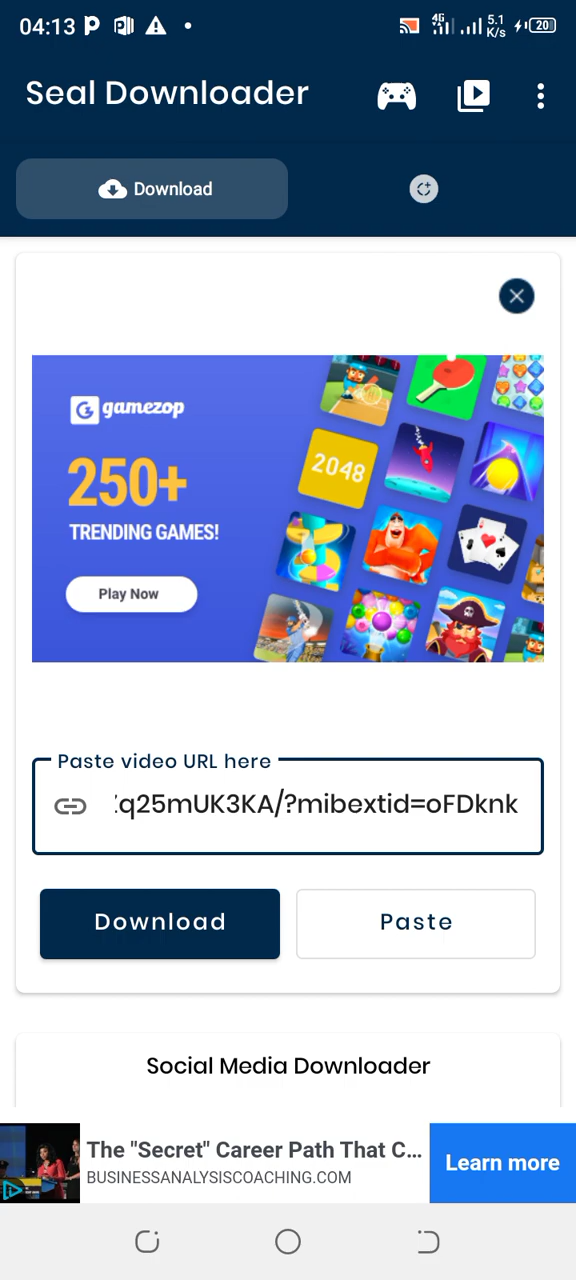 04:13
4G
5.1
K/s
20
Seal Downloader
Download
gamezop
250+
TRENDING GAMES!
2048
Play Now
Paste video URL here
q25mUK3KA/?mibextid=oFDknk
Download
Paste
Social Media Downloader
The "Secret" Career Path That C...
BUSINESSANALYSISCOACHING.COM
Learn more